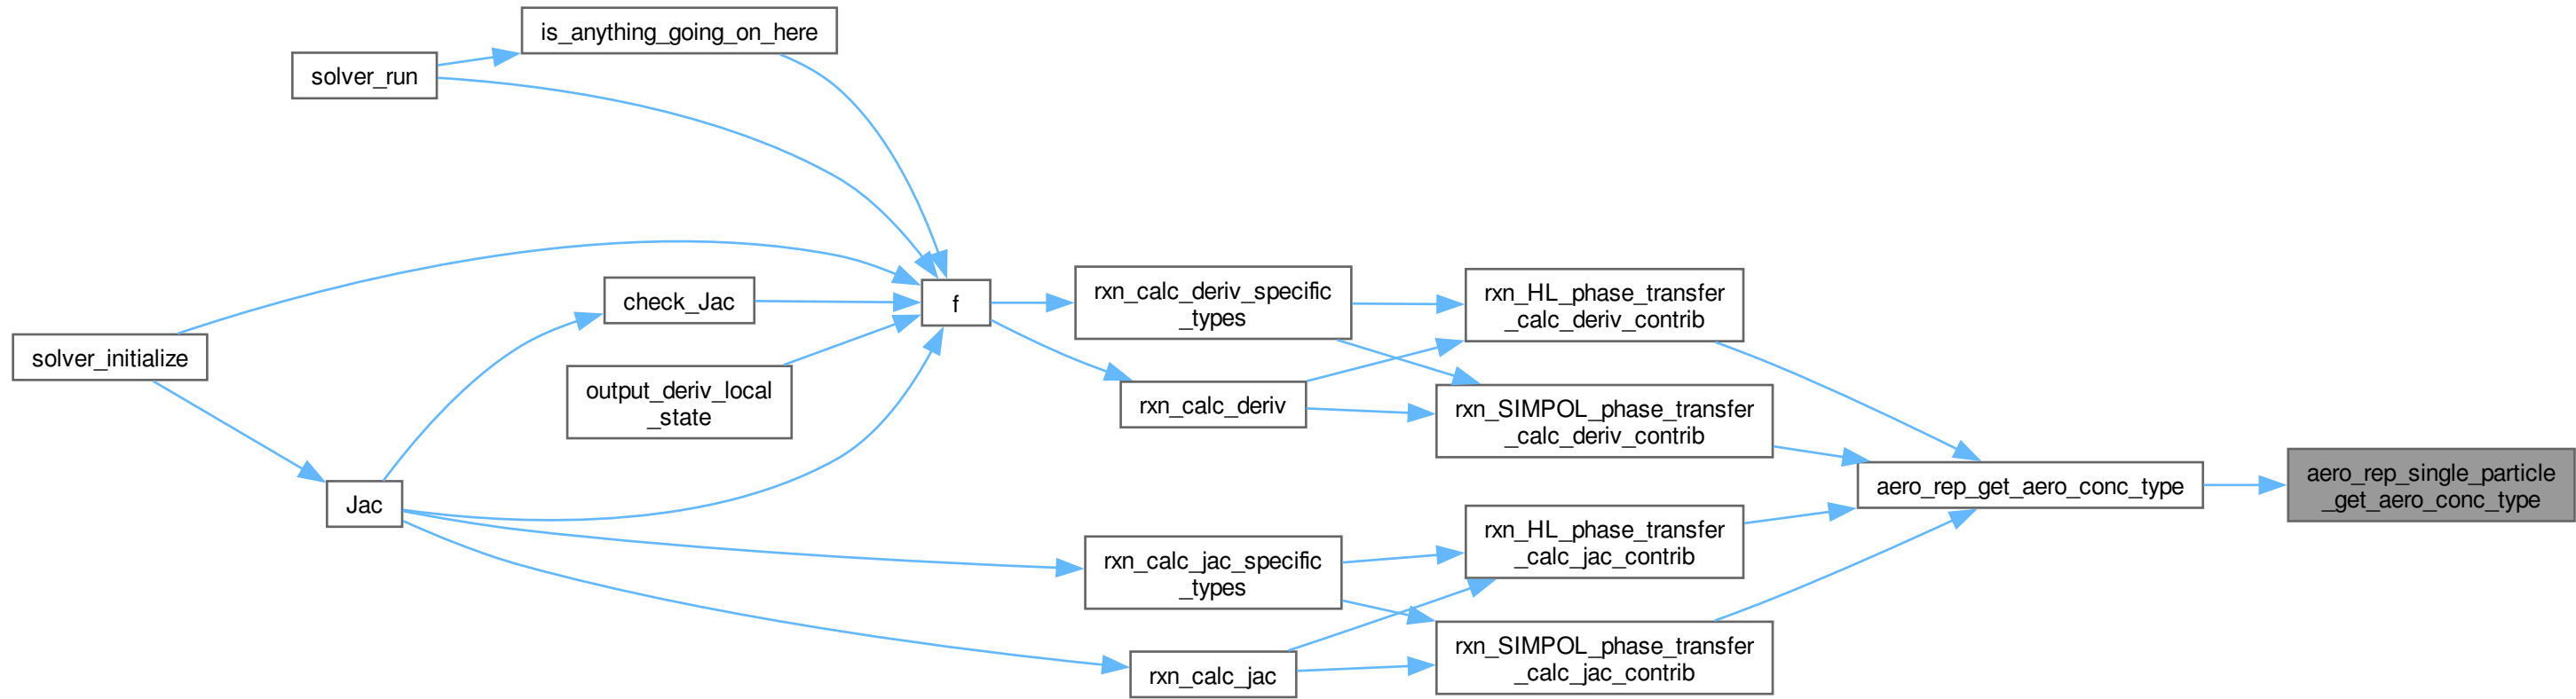 is_anything_going_on_here
solver_run
solver_initialize
check_Jac
output_deriv_local
_state
Jac
f
rxn_calc_deriv_specific
_types
rxn_calc_deriv
rxn_calc_jac_specific
_types
rxn_calc_jac
rxn_HL_phase_transfer
_calc_deriv_contrib
rxn_SIMPOL_phase_transfer
_calc_deriv_contrib
rxn_HL_phase_transfer
_calc_jac_contrib
rxn_SIMPOL_phase_transfer
_calc_jac_contrib
aero_rep_get_aero_conc_type
aero_rep_single_particle
_get_aero_conc_type